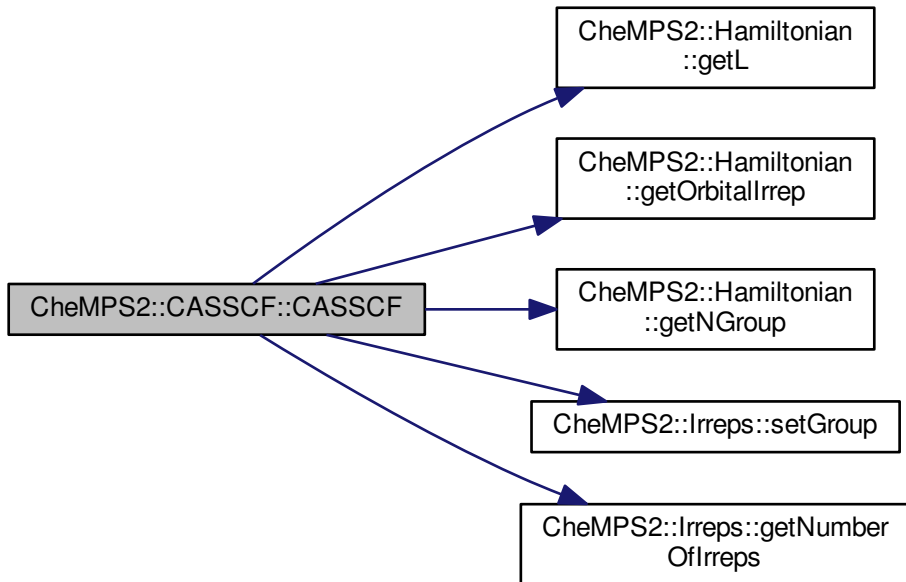 CheMPS2::Hamiltonian
::getL
CheMPS2::Hamiltonian
::getOrbitalIrrep
CheMPS2::CASSCF::CASSCF
CheMPS2::Hamiltonian
::getNGroup
CheMPS2::Irreps::setGroup
CheMPS2::Irreps::getNumber
OfIrreps